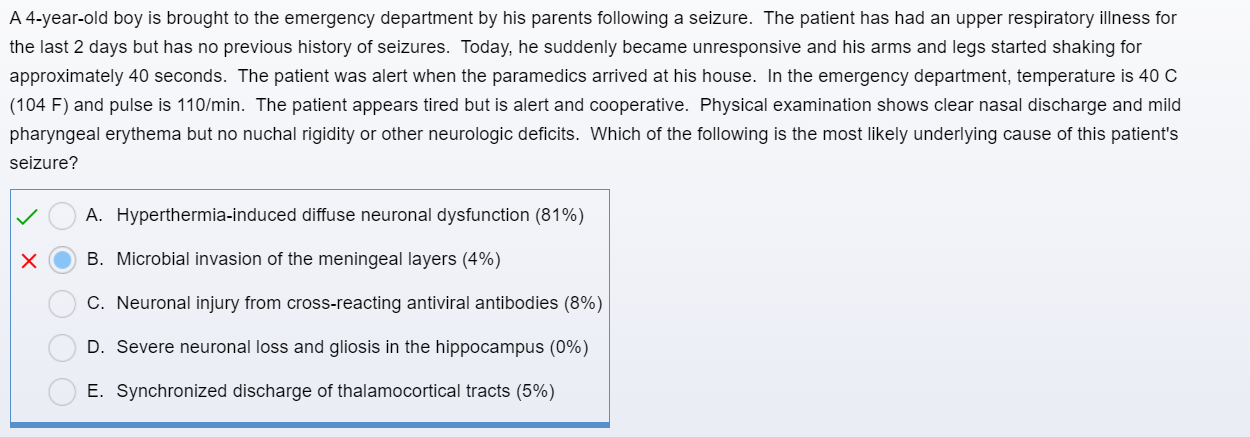 A 4-year-old boy is brought to the emergency department by his parents following a seizure.  The patient has had an upper respiratory illness for
the last 2 days but has no previous history of seizures.  Today, he suddenly became unresponsive and his arms and legs started shaking for
approximately 40 seconds.  The patient was alert when the paramedics arrived at his house.  In the emergency department, temperature is 40 C
(104 F) and pulse is 110/min.  The patient appears tired but is alert and cooperative.  Physical examination shows clear nasal discharge and mild
pharyngeal erythema but no nuchal rigidity or other neurologic deficits.  Which of the following is the most likely underlying cause of this patient's
seizure?
A. Hyperthermia-induced diffuse neuronal dysfunction (81%)
B. Microbial invasion of the meningeal layers (4%)
C. Neuronal injury from cross-reacting antiviral antibodies (8%)
D. Severe neuronal loss and gliosis in the hippocampus (0%)
E. Synchronized discharge of thalamocortical tracts (5%)